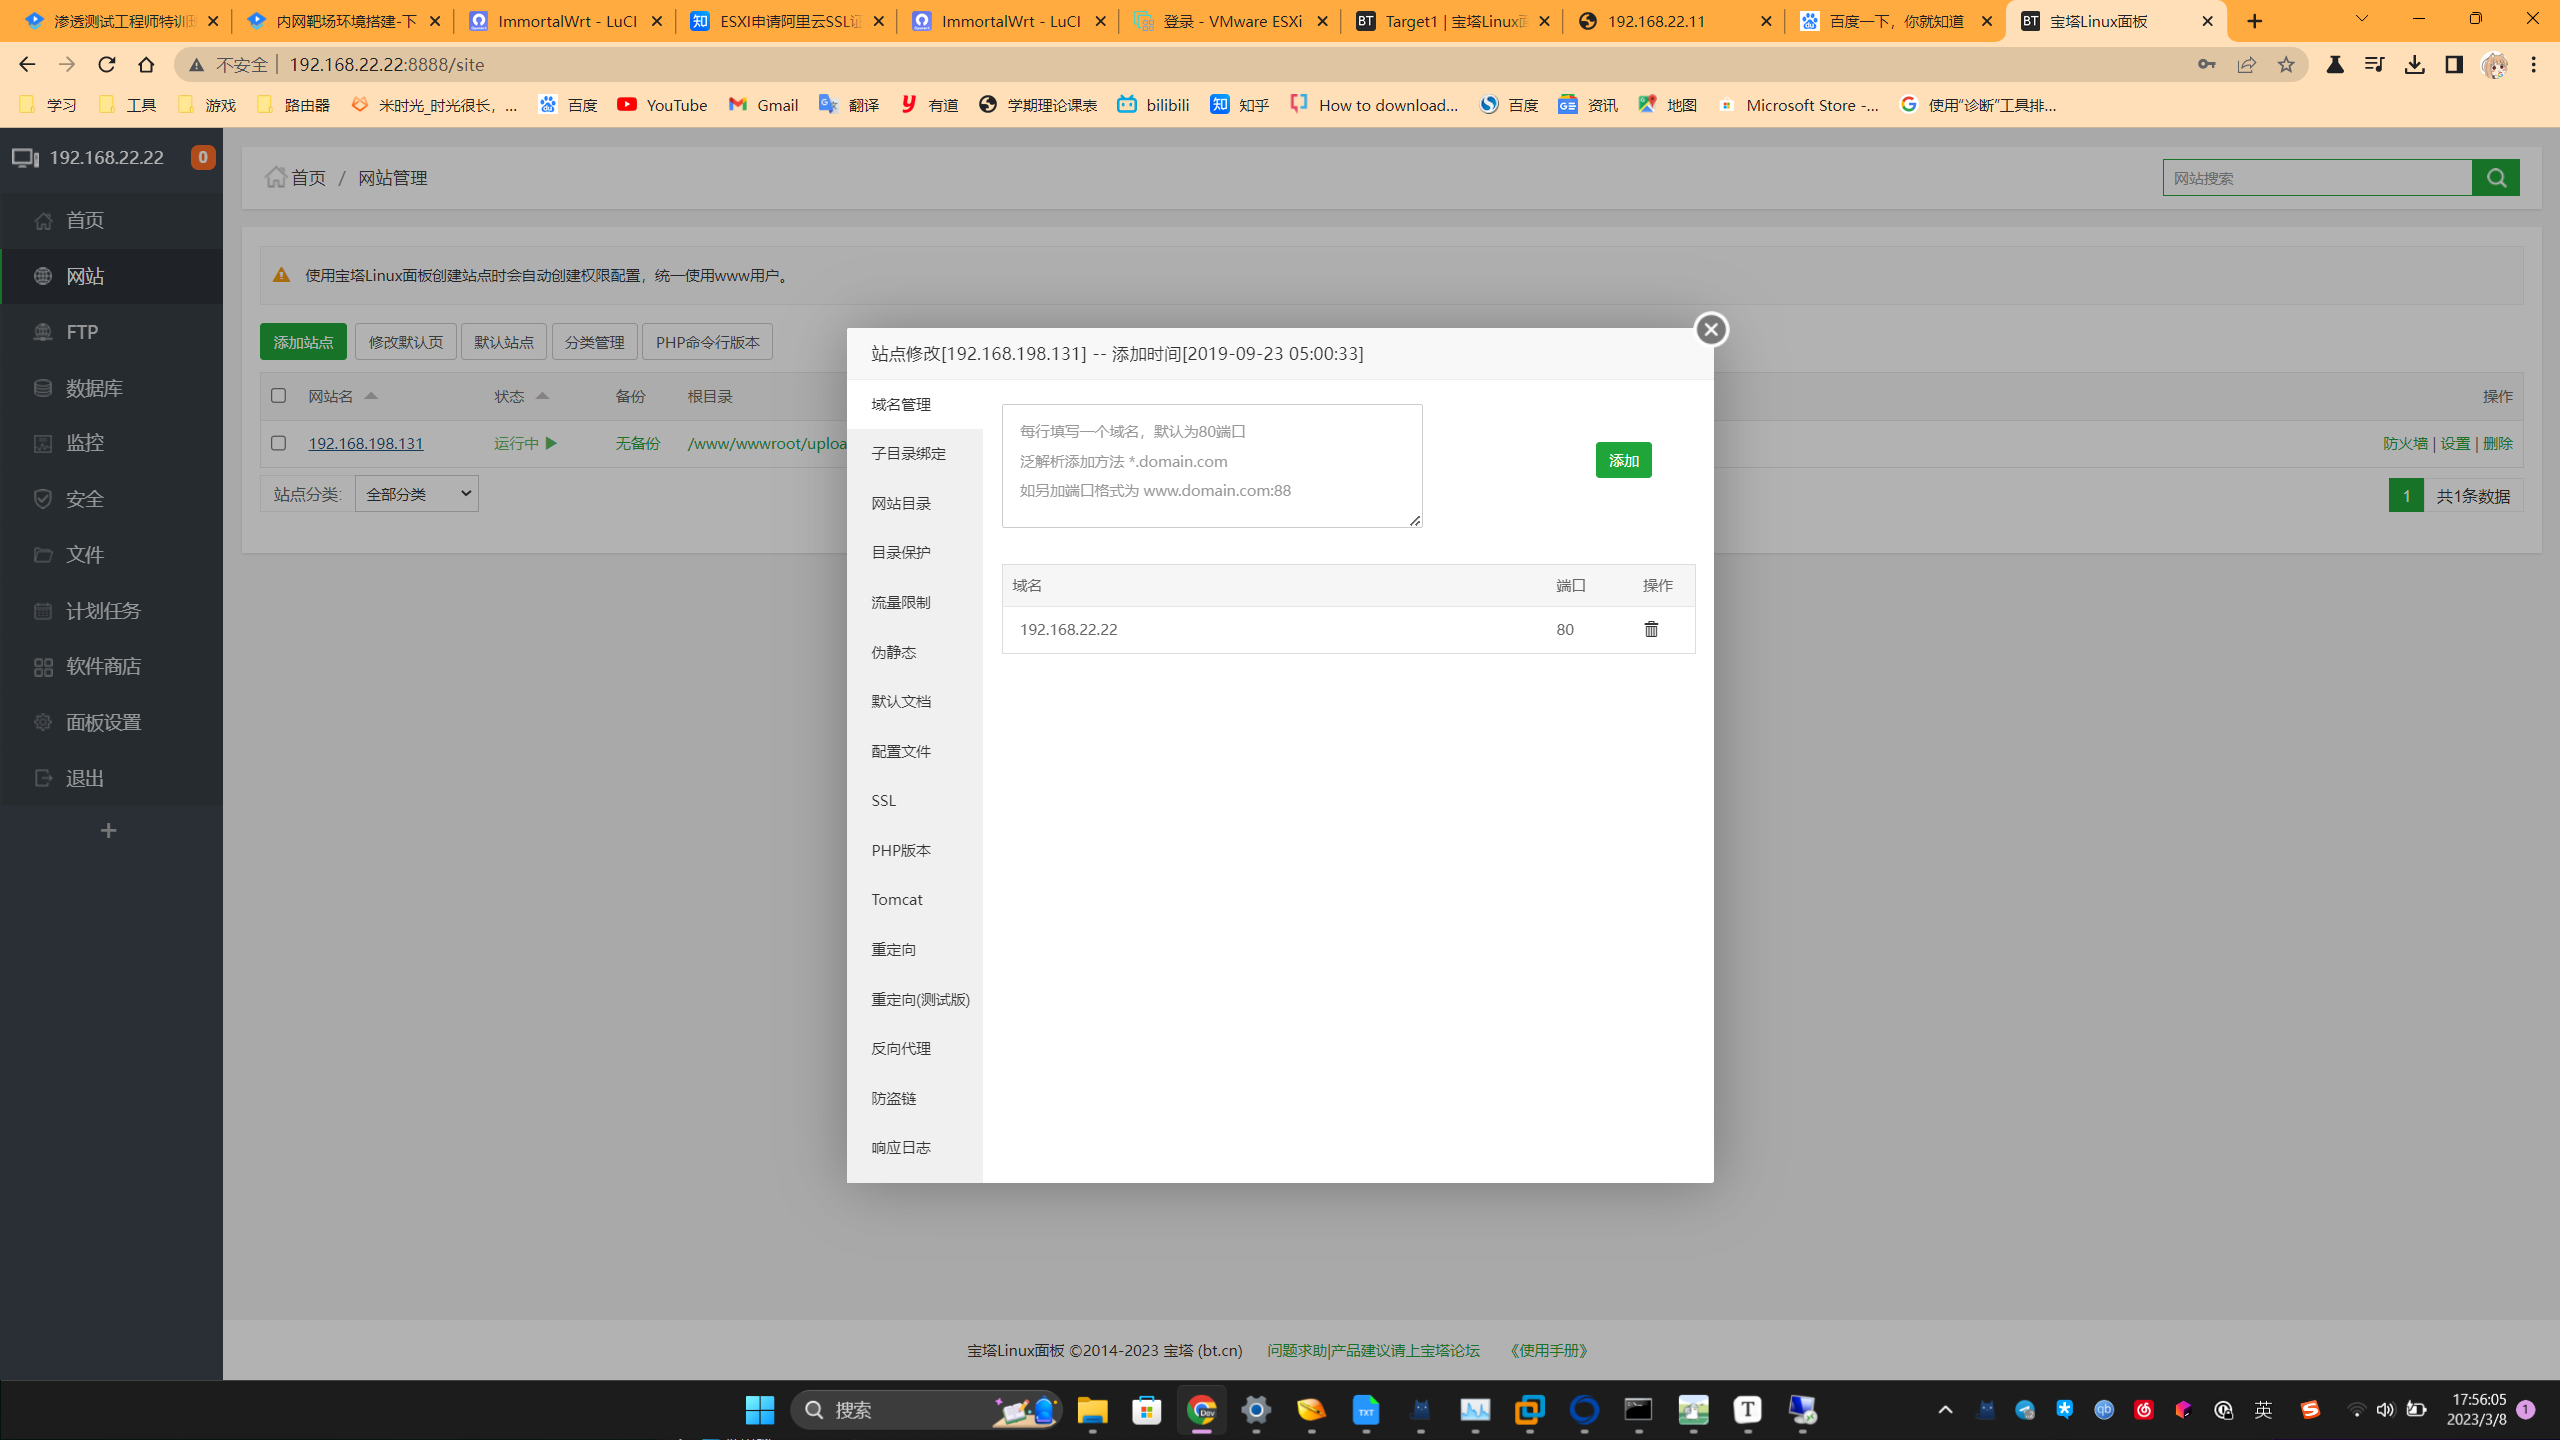 渗透测试工程师特训班
内网靶场环境搭建-下
ImmortalWrt - LuCI
ESXI申请阿里云SSL证
ImmortalWrt - LuCI
登录 - VMware ESXi
Target1 | 宝塔Linux面
192.168.22.11
百度一下，你就知道
宝塔Linux面板
不安全
192.168.22.22:8888/site
学习
工具
游戏
路由器
米时光_时光很长，...
百度
YouTube
Gmail
翻译
有道
学期理论课表
bilibili
知乎
How to download...
百度
资讯
地图
Microsoft Store -...
使用“诊断”工具排...
192.168.22.22
0
首页
网站
FTP
数据库
监控
安全
文件
计划任务
软件商店
面板设置
退出
首页 / 网站管理
网站搜索
使用宝塔Linux面板创建站点时会自动创建权限配置，统一使用www用户。
添加站点
修改默认页
默认站点
分类管理
PHP命令行版本
网站名
状态
备份
根目录
操作
192.168.198.131
运行中
无备份
/www/wwwroot/uploa
防火墙 | 设置 | 删除
站点分类:
全部分类
1
共1条数据
站点修改[192.168.198.131] -- 添加时间[2019-09-23 05:00:33]
域名管理
子目录绑定
网站目录
目录保护
流量限制
伪静态
默认文档
配置文件
SSL
PHP版本
Tomcat
重定向
重定向(测试版)
反向代理
防盗链
响应日志
每行填写一个域名，默认为80端口
泛解析添加方法 *.domain.com
如另加端口格式为 www.domain.com:88
添加
域名
端口
操作
192.168.22.22
80
宝塔Linux面板 ©2014-2023 宝塔 (bt.cn)
问题求助|产品建议请上宝塔论坛
《使用手册》
搜索
英
17:56:05
2023/3/8
1